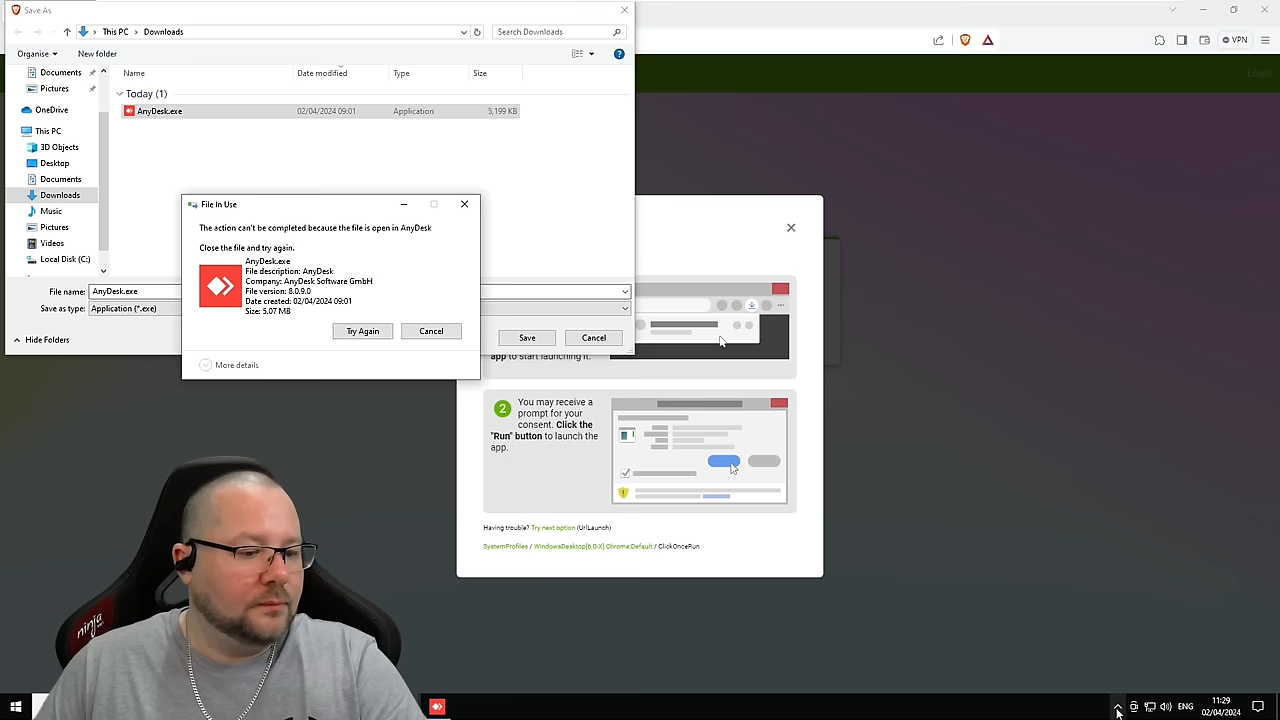 Save As
This PC
Downloads
Search Downloads
Organise
New folder
Documents
Pictures
OneDrive
This PC
3D Objects
Desktop
Documents
Downloads
Music
Pictures
Videos
Local Disk (C:)
Name
Date modified
Type
Size
Today (1)
AnyDesk.exe
02/04/2024 09:01
Application
5,199 KB
File name:
AnyDesk.exe
Save as type:
Application (*.exe)
Hide Folders
Save
Cancel
File In Use
The action can't be completed because the file is open in AnyDesk
Close the file and try again.
AnyDesk.exe
File description: AnyDesk
Company: AnyDesk Software GmbH
File version: 8.0.9.0
Date created: 02/04/2024 09:01
Size: 5.07 MB
Try Again
Cancel
More details
VPN
Login
app to start launching it.
2
You may receive a
prompt for your
consent. Click the
"Run" button to launch the
app.
Having trouble? Try next option (UrlLaunch)
SystemProfiles / WindowsDesktop[6.0-X]:Chrome:Default / ClickOnceRun
ninja
ENG
11:29
02/04/2024